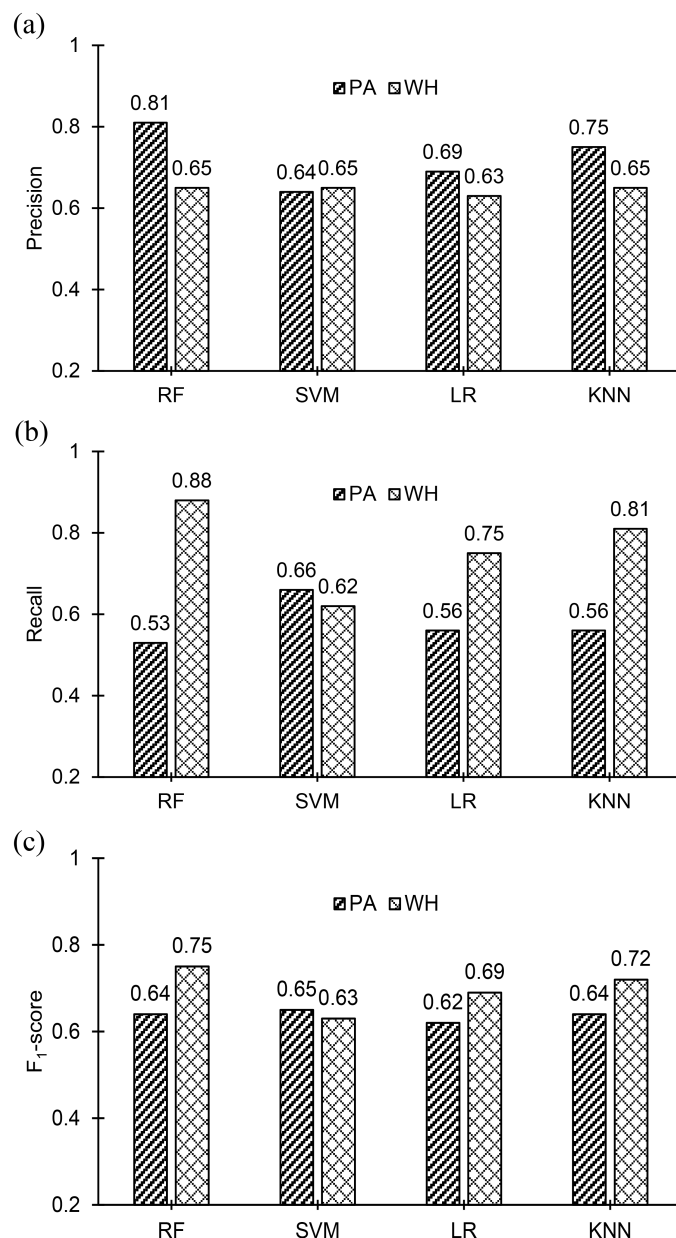 (a)
1
PA WH
0.81
0.8
0.75
0.69
0.65 0.64 0.65 0.63 0.65
Precision
0.6
0.4
0.2
RF SVM LR KNN
(b)
1
PA WH
0.88
0.81
0.8
0.75
0.66
0.62
Recall
0.6
0.53 0.56 0.56
0.4
0.2
RF SVM LR KNN
(c)
1
PA WH
0.8
0.75
0.72
0.69
0.64 0.65 0.63 0.62 0.64
F₁-score
0.6
0.4
0.2
RF SVM LR KNN